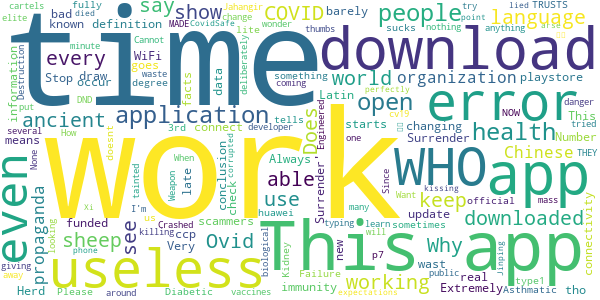 cartels fully say show COVID people try TRUSTS lied Jahangir CovidSafe change
elite died MADE wonder point anything
bad known definition every WiFi barely sucks nothing language arse
Stop draw goes lite thumbs playstore
information time download
Destruction occur minute deliberately
put Cannot world organization
degree data something coming
application facts open error
ancient waste DND perfectly
means 3rd connect tells Latin Does health This
several How doesnt developer starts NOW tried danger
None work changing Number THEY
even conclusion Always Surrender WHO app
tainted Xi When late check corrupted able Engineered one Since Chinese
propaganda Weapon use Surrender' keep downloaded connectivity
I'm us kissing official mass
funded scammers biological This app Want update
sheep see Ovid Why wast
looking killing Crashed huawei typing many learn sometimes public
useless Kidney new will p7 real Jinping
giving phone ccp Very immunity working Extremely type1
away Herd Please around Diabetic vaccines Failure expectations Asthmatic tho